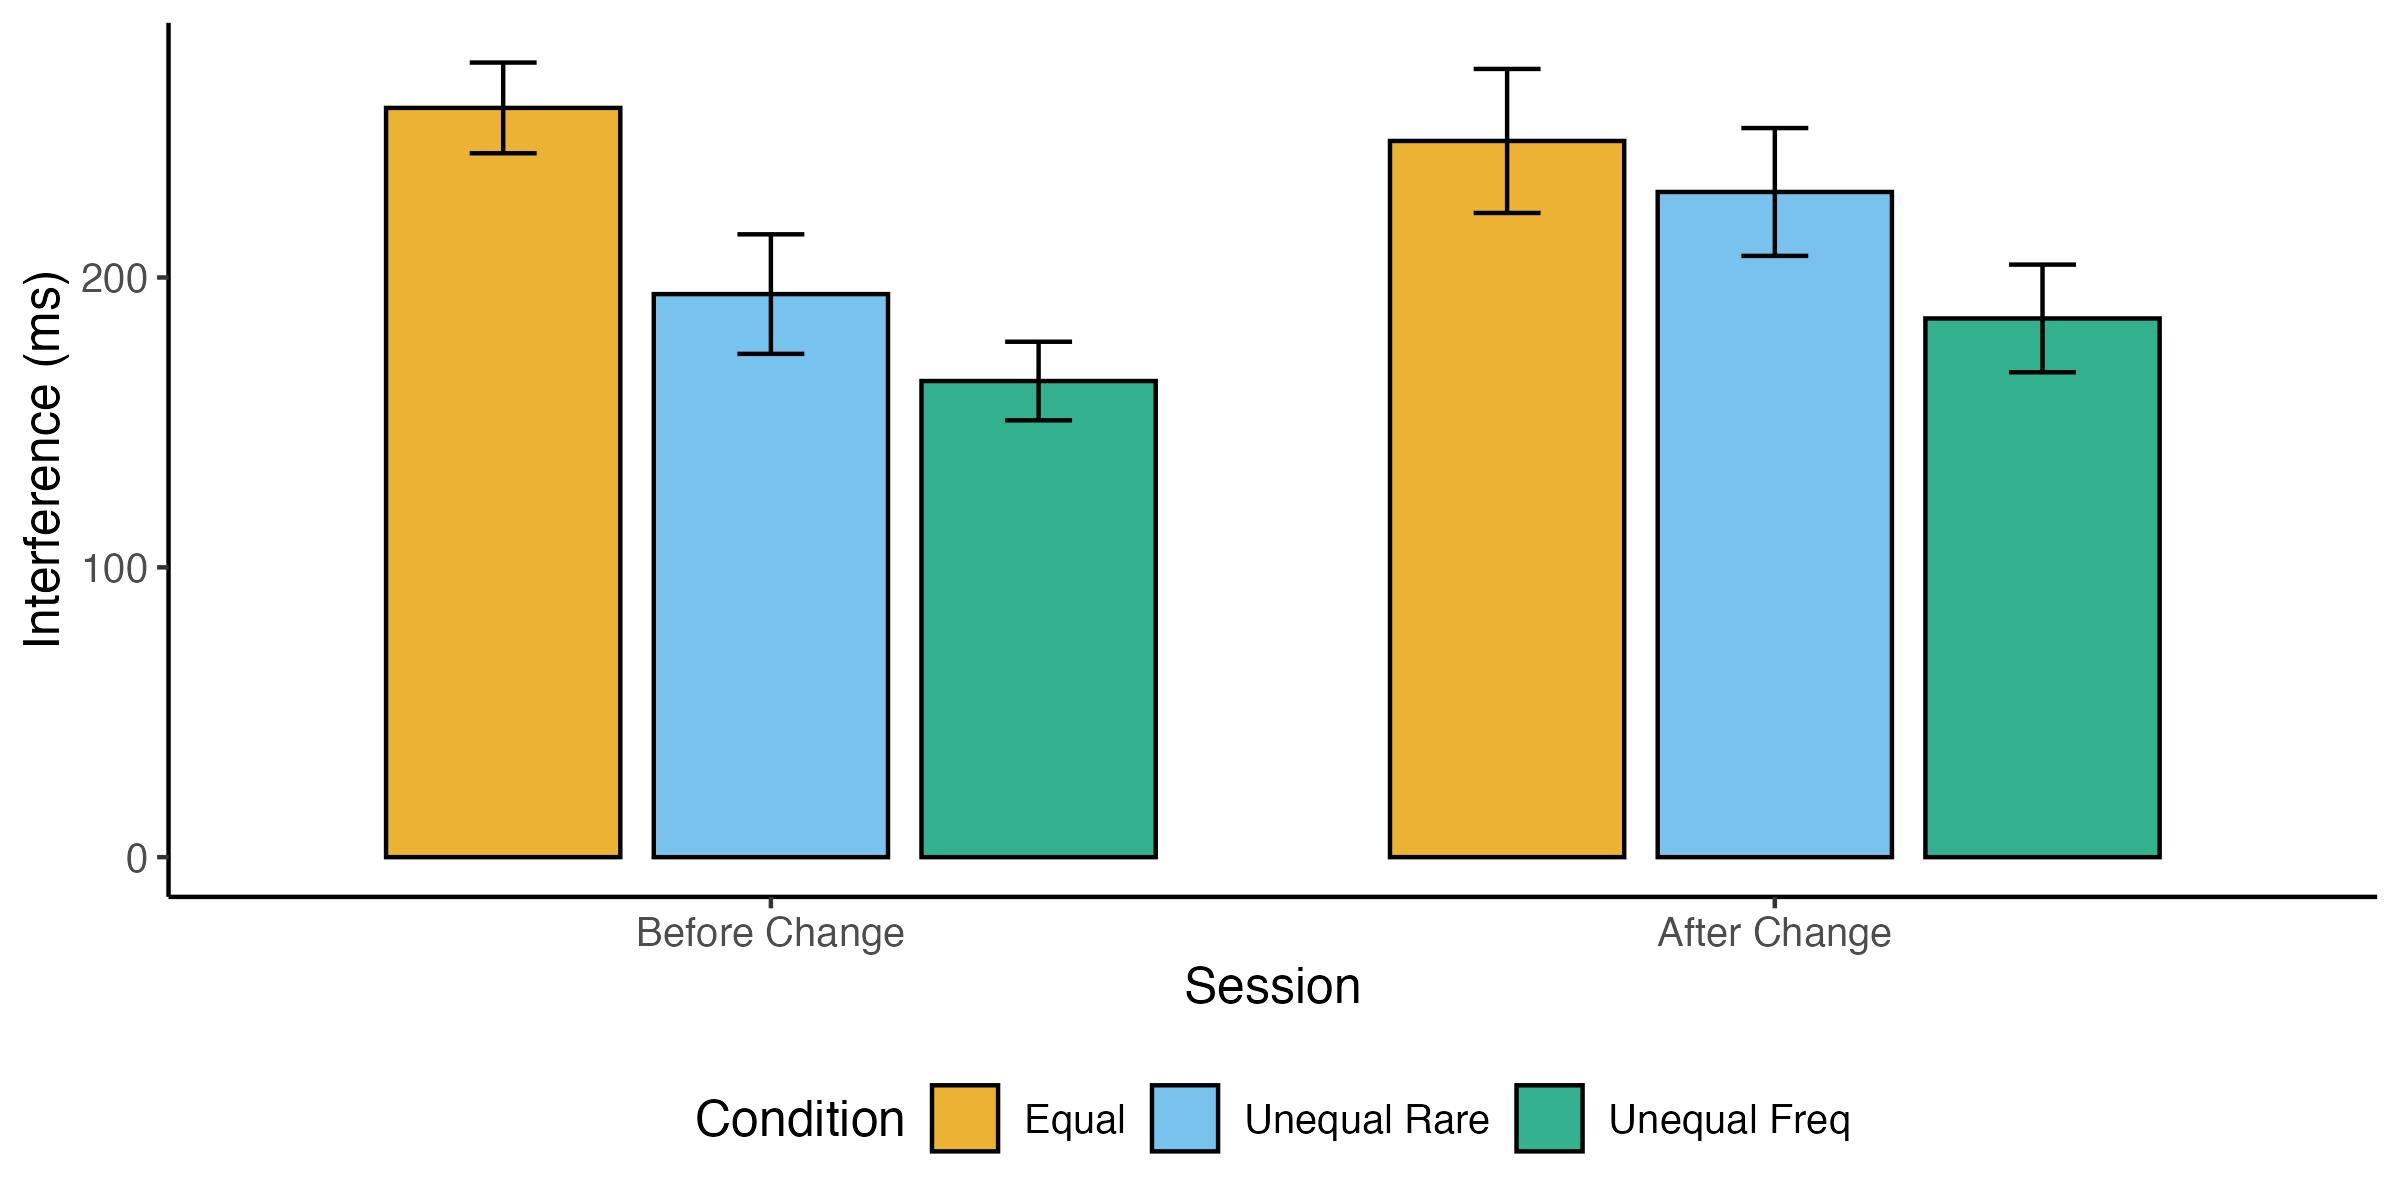 Interference (ms)
200
100
0
Before Change After Change
Session
Condition Equal Unequal Rare Unequal Freq